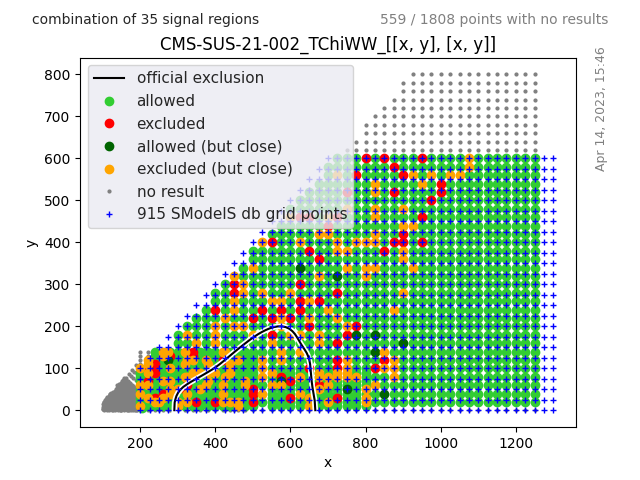 combination of 35 signal regions
559 / 1808 points with no results
CMS-SUS-21-002_TChiWW_[[x, y], [x, y]]
official exclusion
allowed
excluded
allowed (but close)
excluded (but close)
no result
915 SModelS db grid points
Apr 14, 2023, 15:46
y
800
700
600
500
400
300
200
100
0
200
400
600
800
1000
1200
x